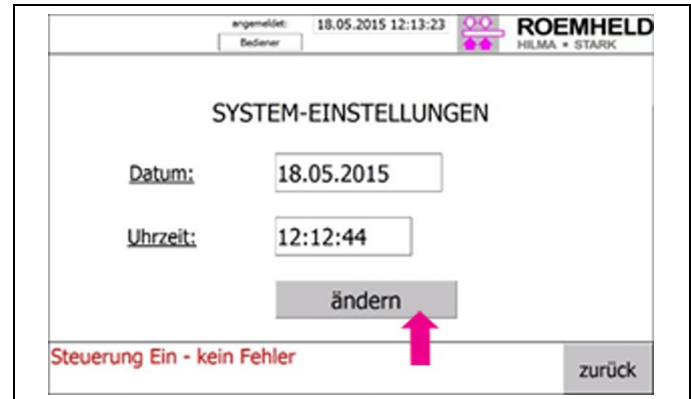 angemeldet: 18.05.2015 12:13:23 ROEMHELD
Bediener HILMA ▪ STARK
SYSTEM-EINSTELLUNGEN
Datum: 18.05.2015
Uhrzeit: 12:12:44
ändern
Steuerung Ein - kein Fehler
zurück